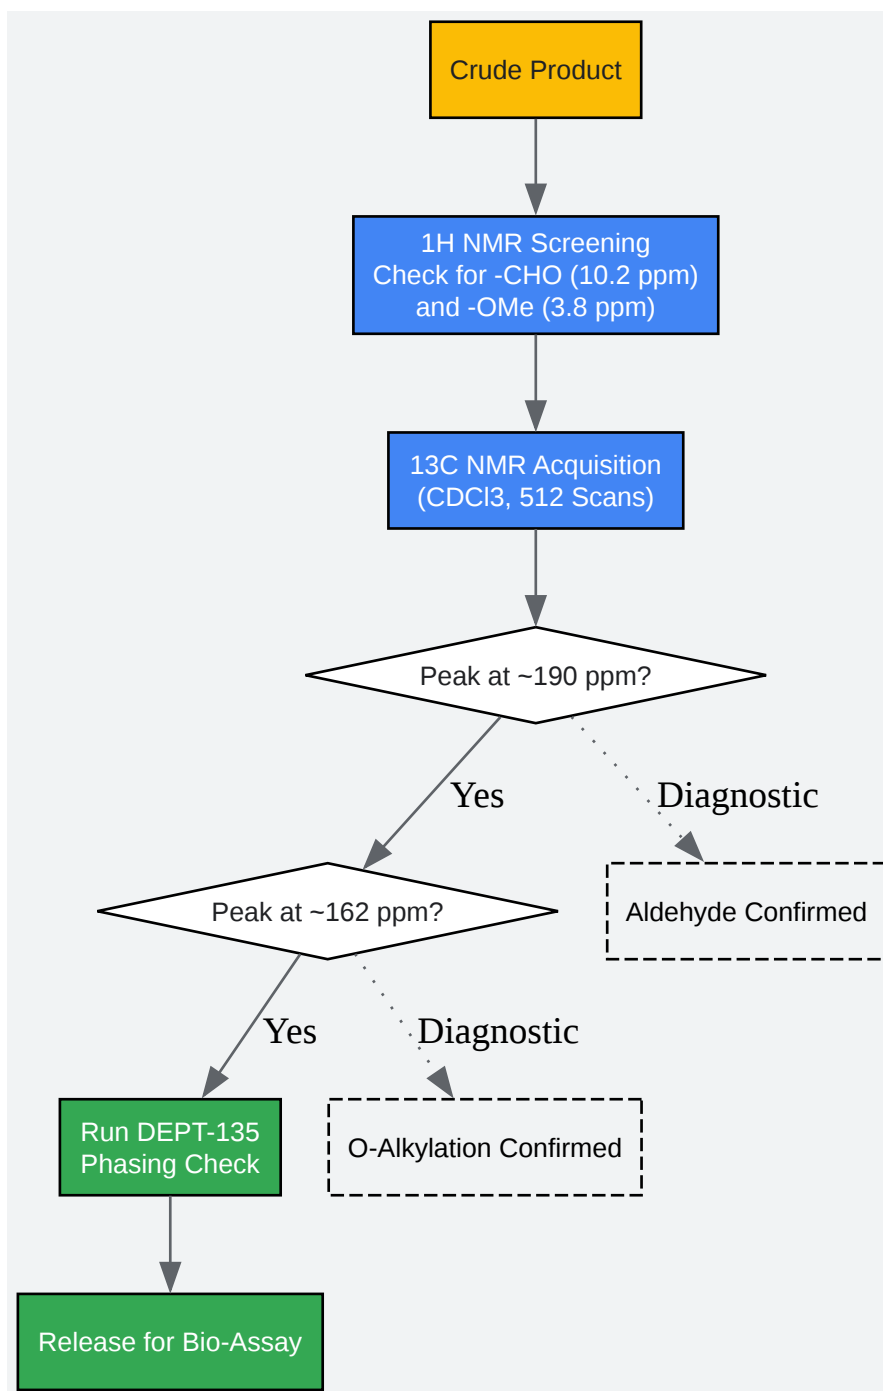 Crude Product
1H NMR Screening
Check for -CHO (10.2 ppm)
and -OMe (3.8 ppm)
13C NMR Acquisition
(CDCl3, 512 Scans)
Peak at ~190 ppm?
Yes
Diagnostic
Peak at ~162 ppm?
Aldehyde Confirmed
Yes
Diagnostic
Run DEPT-135
Phasing Check
O-Alkylation Confirmed
Release for Bio-Assay